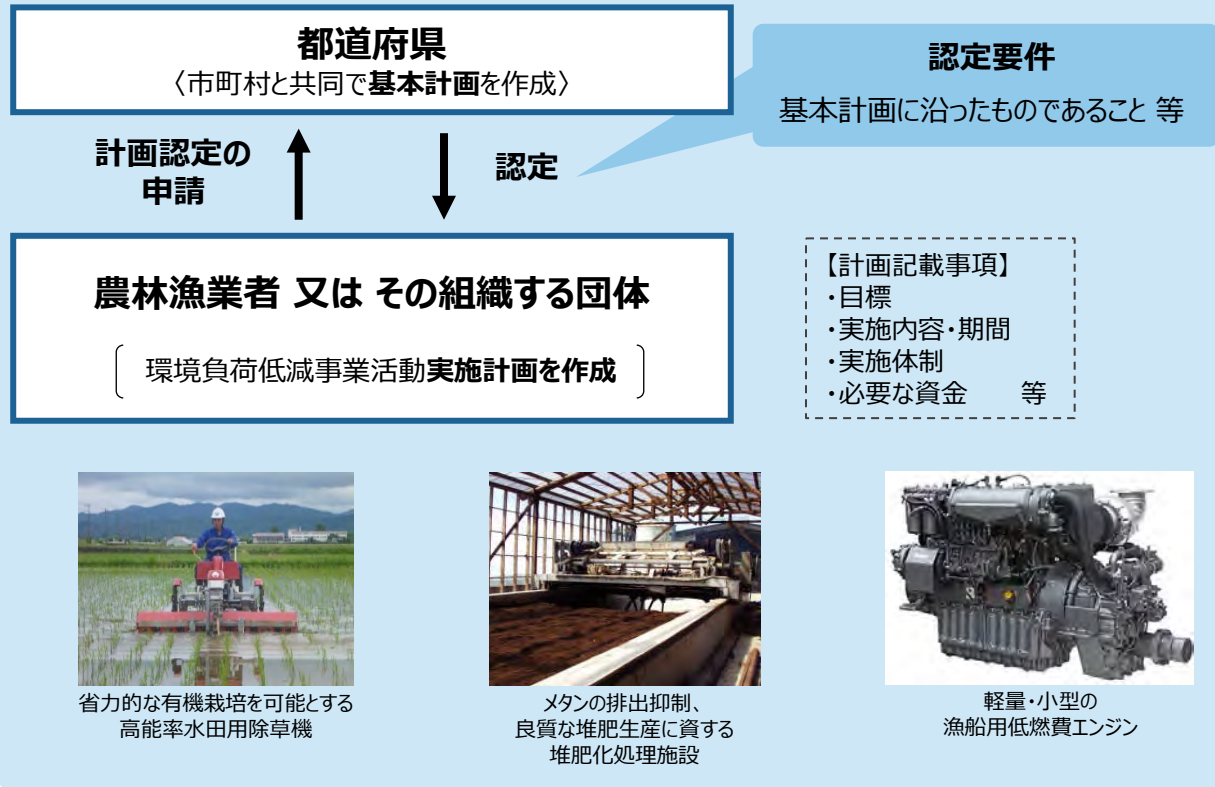 都道府県
〈市町村と共同で基本計画を作成〉
認定要件
基本計画に沿ったものであること 等
計画認定の
申請
認定
農林漁業者 又は その組織する団体
環境負荷低減事業活動実施計画を作成
【計画記載事項】
・目標
・実施内容・期間
・実施体制
・必要な資金 等
省力的な有機栽培を可能とする
高能率水田用除草機
メタンの排出抑制、
良質な堆肥生産に資する
堆肥化処理施設
軽量・小型の
漁船用低燃費エンジン